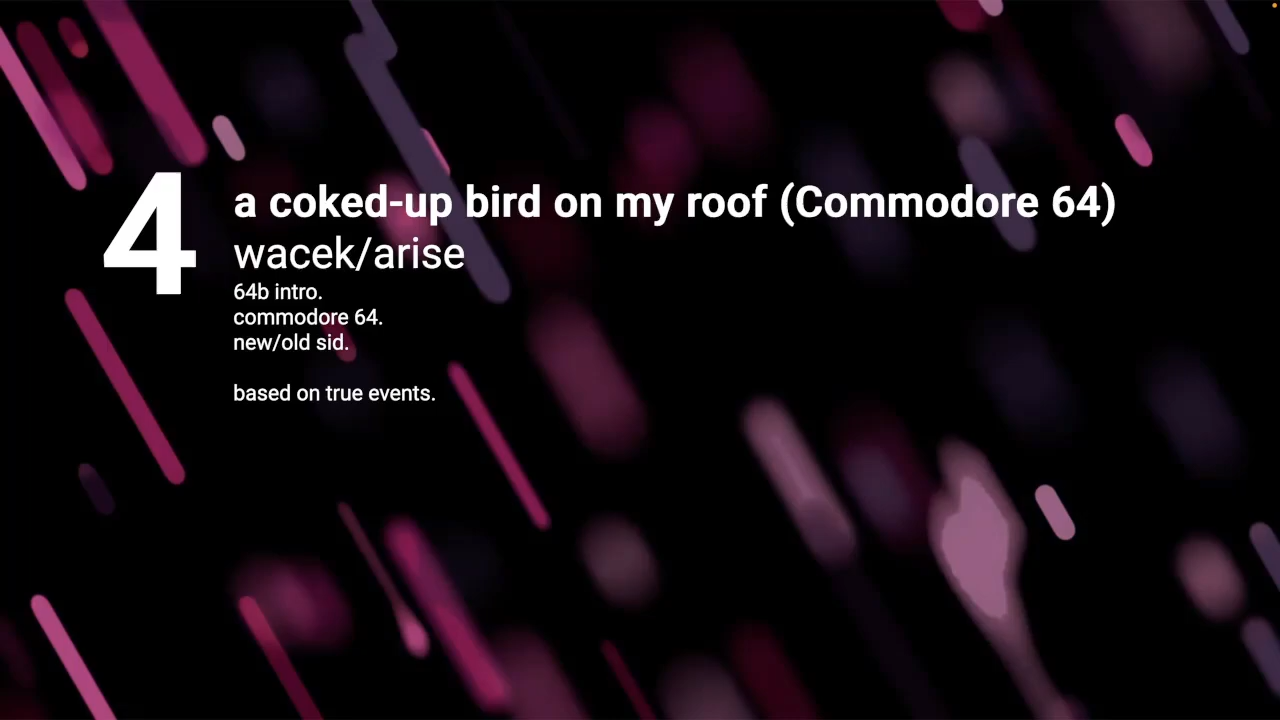 4
a coked-up bird on my roof (Commodore 64)
wacek/arise
64b intro.
commodore 64.
new/old sid.
based on true events.